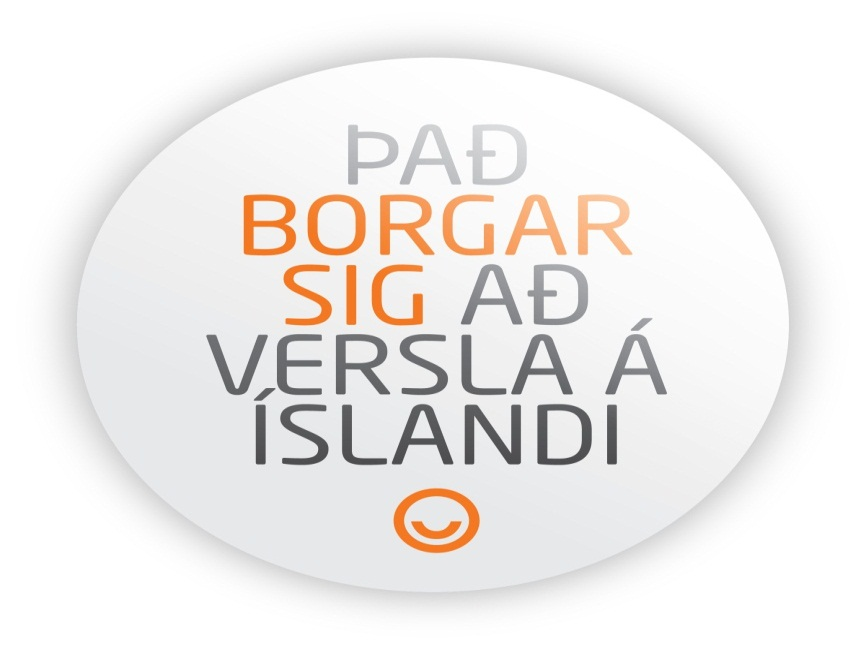 ÞAÐ
BORGAR
SIG AÐ
VERSLA Á
ÍSLANDI